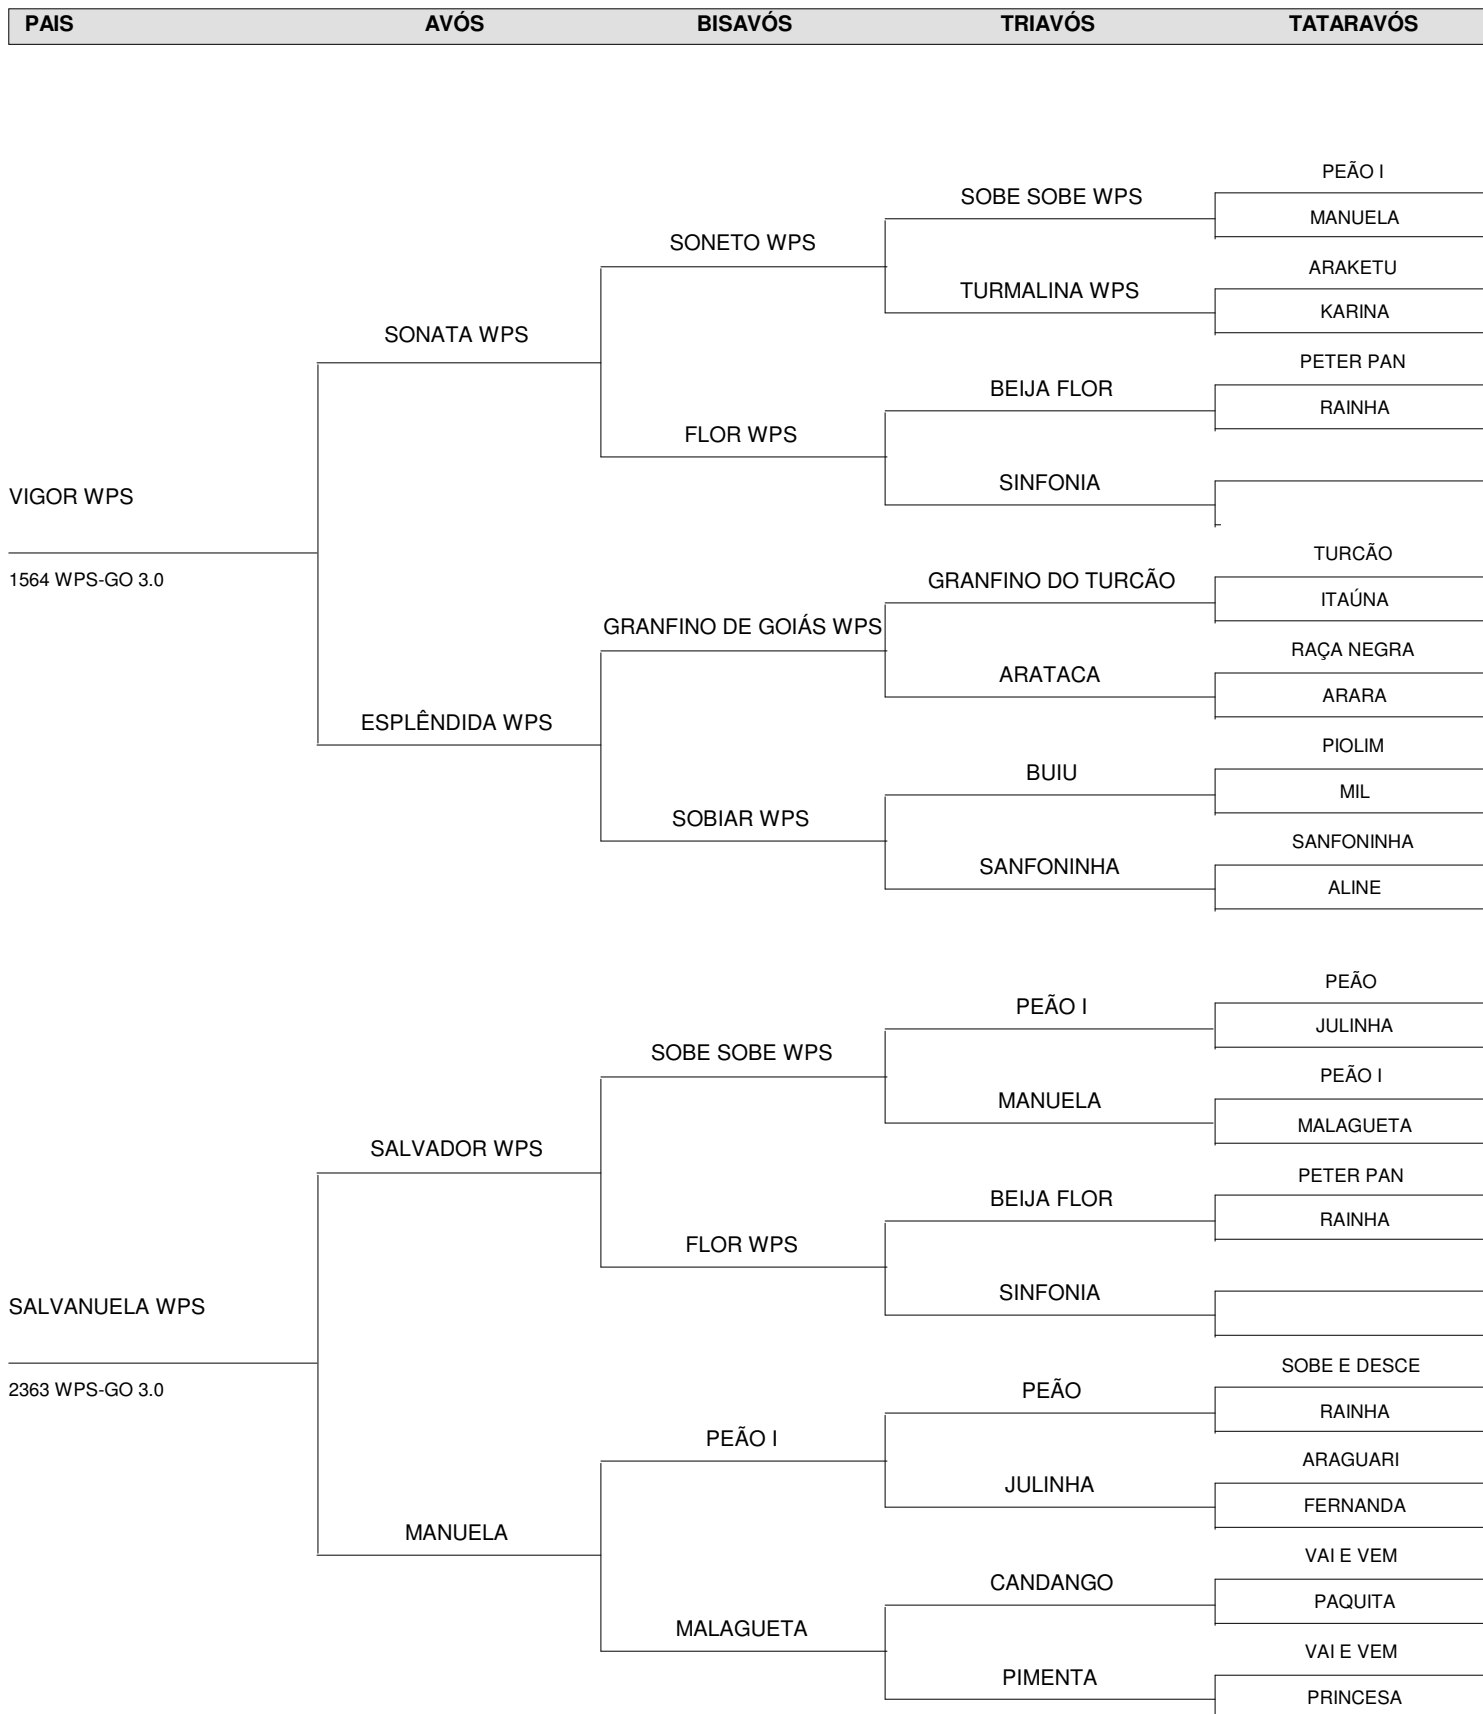 PAIS AVÓS BISAVÓS TRIAVÓS TATARAVÓS
PEÃO I
SOBE SOBE WPS
MANUELA
SONETO WPS
ARAKETU
TURMALINA WPS
KARINA
SONATA WPS
PETER PAN
BEIJA FLOR
RAINHA
FLOR WPS
SINFONIA
VIGOR WPS
TURCÃO
1564 WPS-GO 3.0
GRANFINO DO TURCÃO
ITAÚNA
GRANFINO DE GOIÁS WPS
RAÇA NEGRA
ARATACA
ARARA
ESPLÊNDIDA WPS
PIOLIM
BUIU
MIL
SOBIAR WPS
SANFONINHA
SANFONINHA
ALINE
PEÃO
PEÃO I
JULINHA
SOBE SOBE WPS
PEÃO I
MANUELA
MALAGUETA
SALVADOR WPS
PETER PAN
BEIJA FLOR
RAINHA
FLOR WPS
SINFONIA
SALVANUELA WPS
SOBE E DESCE
2363 WPS-GO 3.0
PEÃO
RAINHA
PEÃO I
ARAGUARI
JULINHA
FERNANDA
MANUELA
VAI E VEM
CANDANGO
PAQUITA
MALAGUETA
VAI E VEM
PIMENTA
PRINCESA